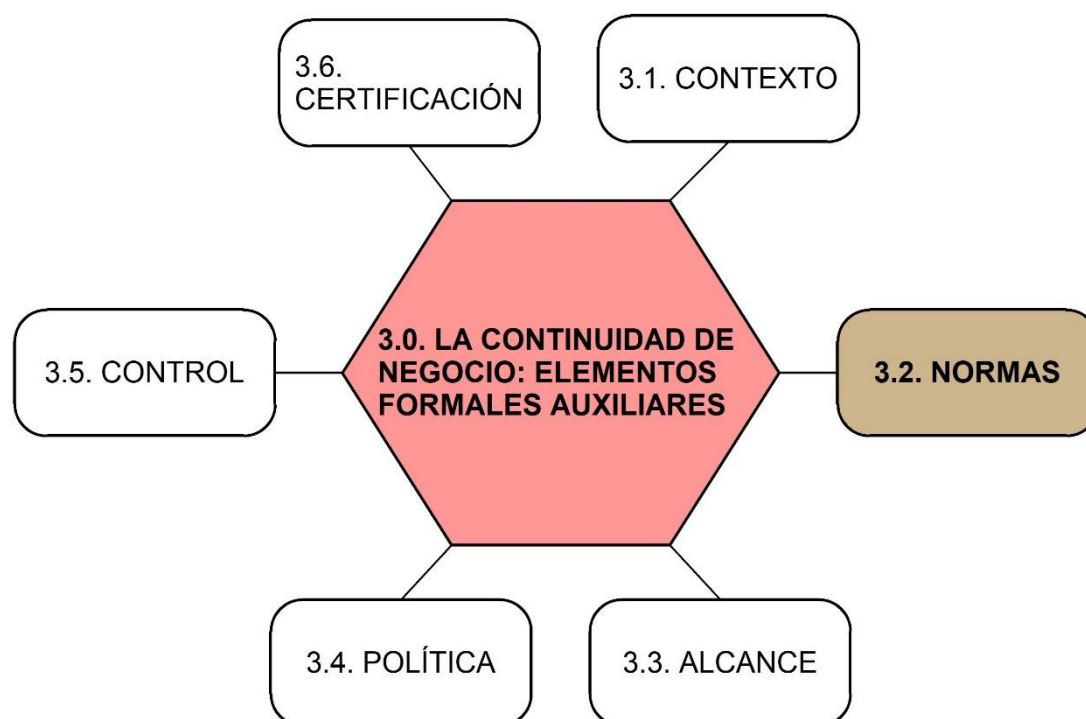 3.6.
CERTIFICACIÓN
3.1. CONTEXTO
3.5. CONTROL
3.0. LA CONTINUIDAD DE
NEGOCIO: ELEMENTOS
FORMALES AUXILIARES
3.2. NORMAS
3.4. POLÍTICA
3.3. ALCANCE